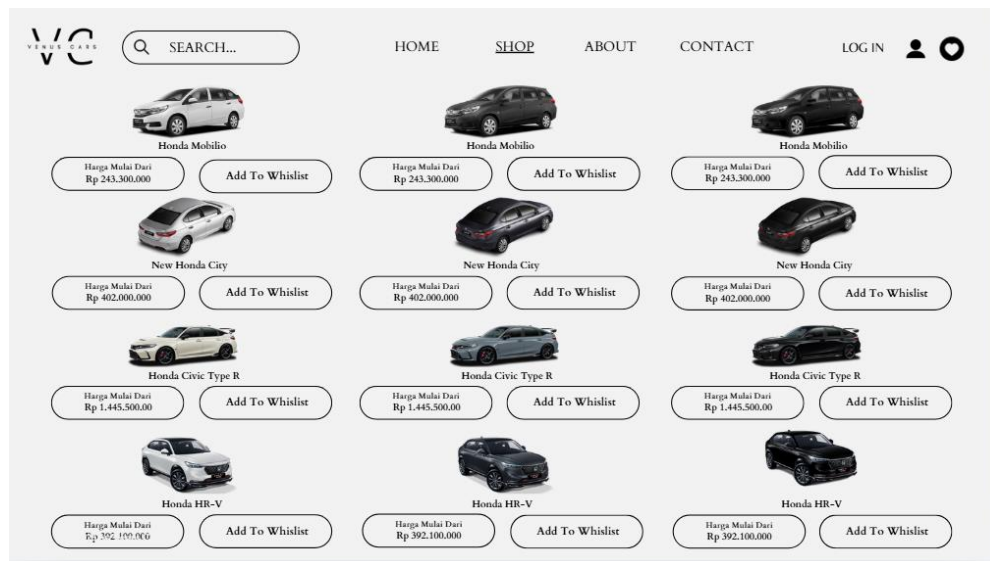 VC
VENUS CARS
SEARCH...
HOME SHOP ABOUT CONTACT
LOG IN
Honda Mobilio Honda Mobilio Honda Mobilio
Harga Mulai Dari Add To Whislist Harga Mulai Dari Add To Whislist Harga Mulai Dari Add To Whislist
Rp 243.300.000 Rp 243.300.000 Rp 243.300.000
New Honda City New Honda City New Honda City
Harga Mulai Dari Add To Whislist Harga Mulai Dari Add To Whislist Harga Mulai Dari Add To Whislist
Rp 402.000.000 Rp 402.000.000 Rp 402.000.000
Honda Civic Type R Honda Civic Type R Honda Civic Type R
Harga Mulai Dari Add To Whislist Harga Mulai Dari Add To Whislist Harga Mulai Dari Add To Whislist
Rp 1.445.500.00 Rp 1.445.500.00 Rp 1.445.500.00
Honda HR-V Honda HR-V Honda HR-V
Harga Mulai Dari Add To Whislist Harga Mulai Dari Add To Whislist Harga Mulai Dari Add To Whislist
Rp 392.100.000 Rp 392.100.000 Rp 392.100.000